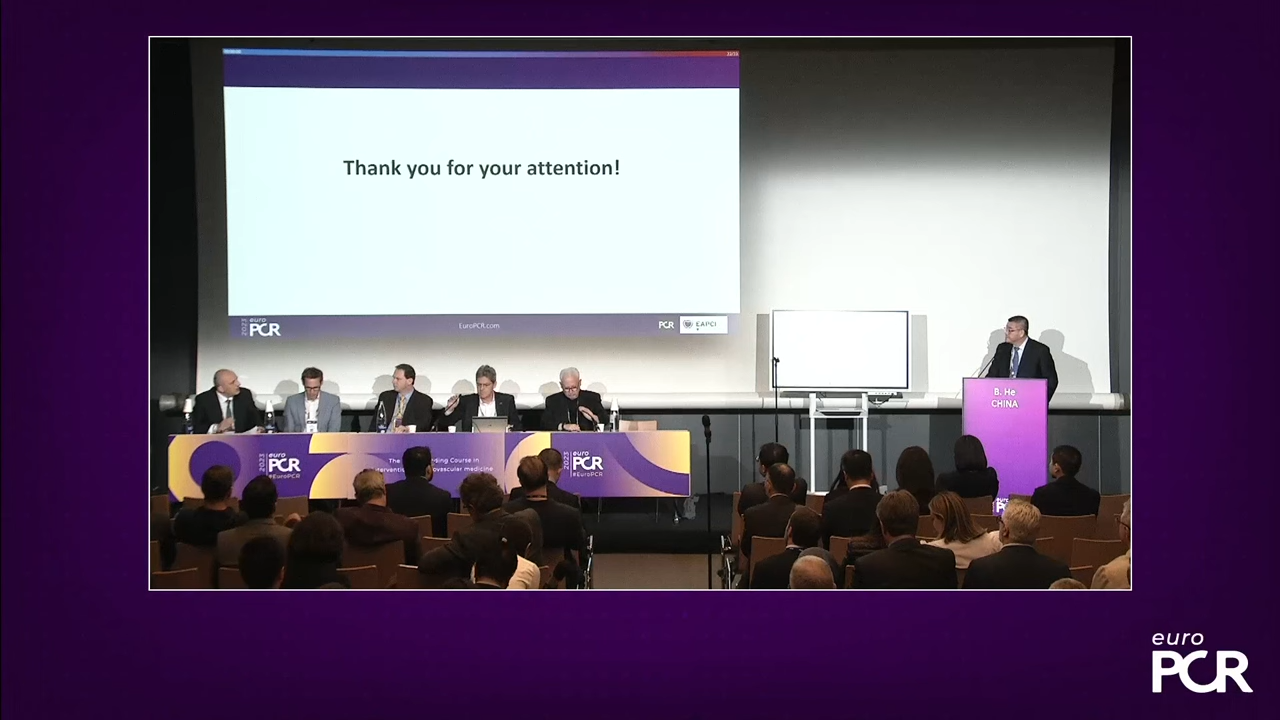 Thank you for your attention!
2023
euro
PCR
EuroPCR.com
PCR
EAPCI
B. He
CHINA
2023
euro
PCR
#EuroPCR
2023
euro
PCR
#EuroPCR
euro
PCR